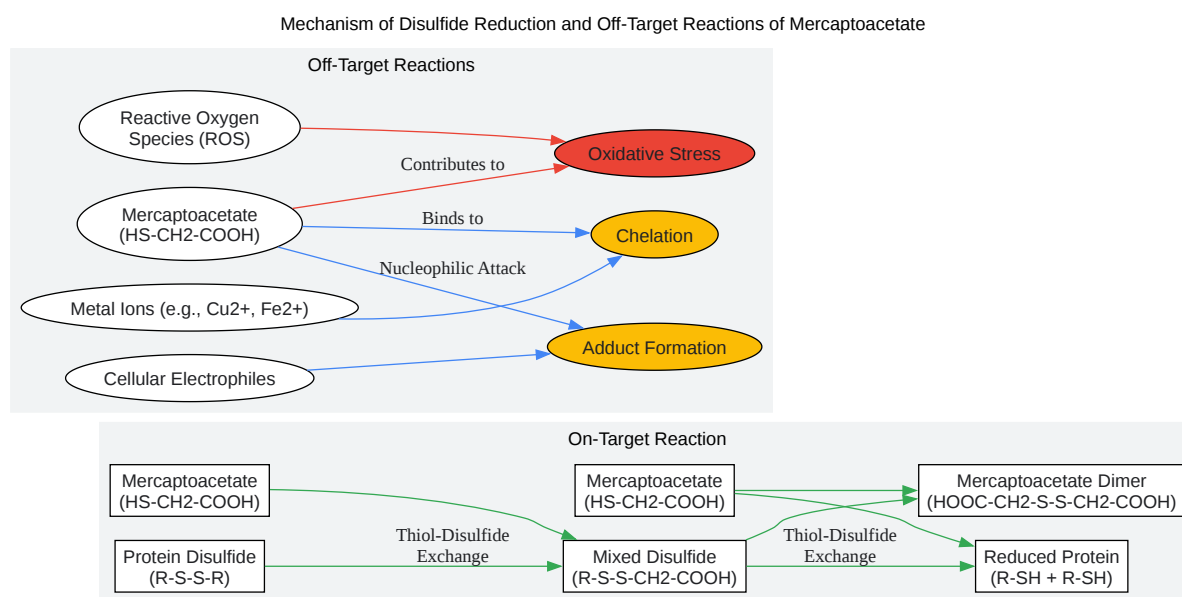 Mechanism of Disulfide Reduction and Off-Target Reactions of Mercaptoacetate
Off-Target Reactions
Reactive Oxygen
Species (ROS)
Oxidative Stress
Contributes to
Mercaptoacetate
(HS-CH2-COOH)
Binds to
Chelation
Nucleophilic Attack
Metal Ions (e.g., Cu2+, Fe2+)
Adduct Formation
Cellular Electrophiles
On-Target Reaction
Mercaptoacetate
(HS-CH2-COOH)
Mercaptoacetate
(HS-CH2-COOH)
Mercaptoacetate Dimer
(HOOC-CH2-S-S-CH2-COOH)
Protein Disulfide
(R-S-S-R)
Thiol-Disulfide
Exchange
Mixed Disulfide
(R-S-S-CH2-COOH)
Thiol-Disulfide
Exchange
Reduced Protein
(R-SH + R-SH)